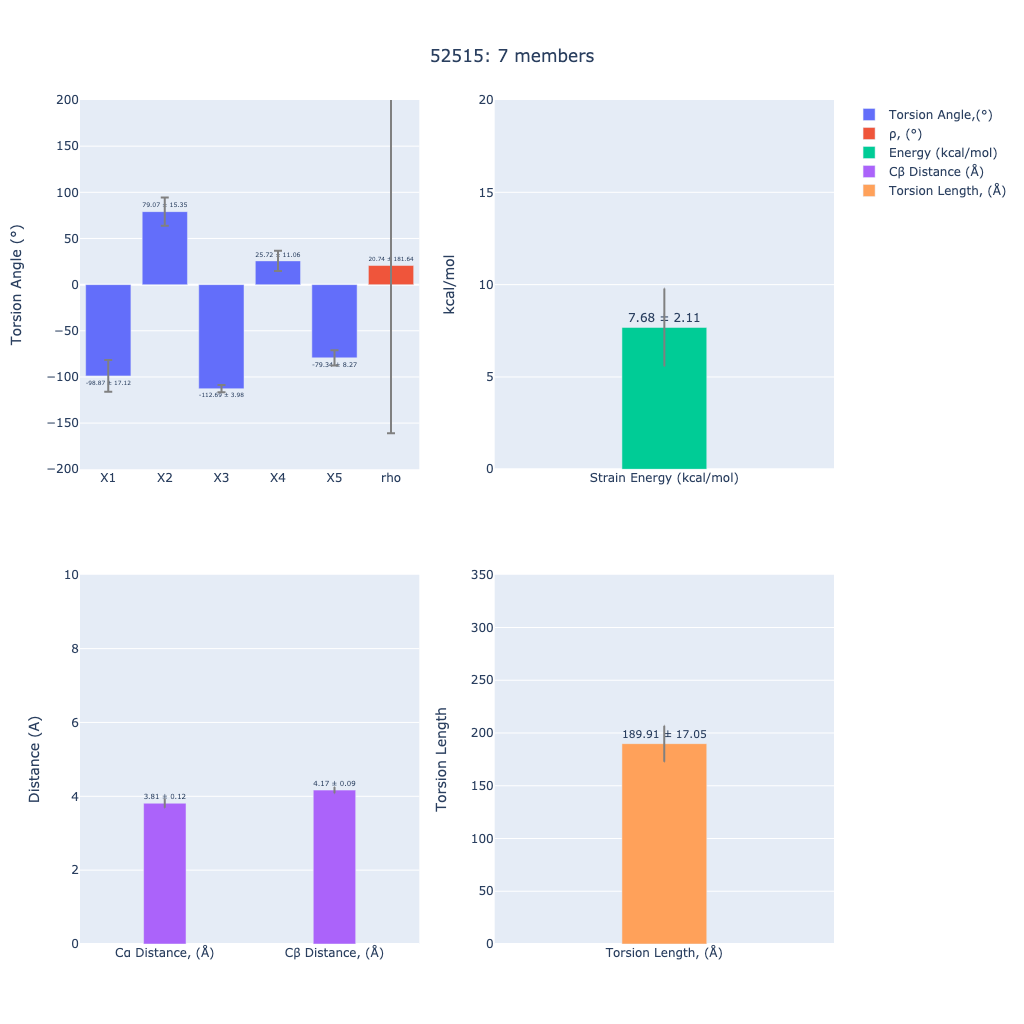 52515: 7 members
200
150
100
50
0
−50
−100
−150
−200
Torsion Angle (°)
-98.87 ± 17.12
79.07 ± 15.35
-112.69 ± 3.98
25.72 ± 11.06
-79.34 ± 8.27
20.74 ± 181.64
X1 X2 X3 X4 X5 rho
20
15
10
5
0
kcal/mol
7.68 ± 2.11
Strain Energy (kcal/mol)
Torsion Angle,(°)
ρ, (°)
Energy (kcal/mol)
Cβ Distance (Å)
Torsion Length, (Å)
10
8
6
4
2
0
Distance (A)
3.81 ± 0.12
4.17 ± 0.09
Cα Distance, (Å) Cβ Distance, (Å)
350
300
250
200
150
100
50
0
Torsion Length
189.91 ± 17.05
Torsion Length, (Å)